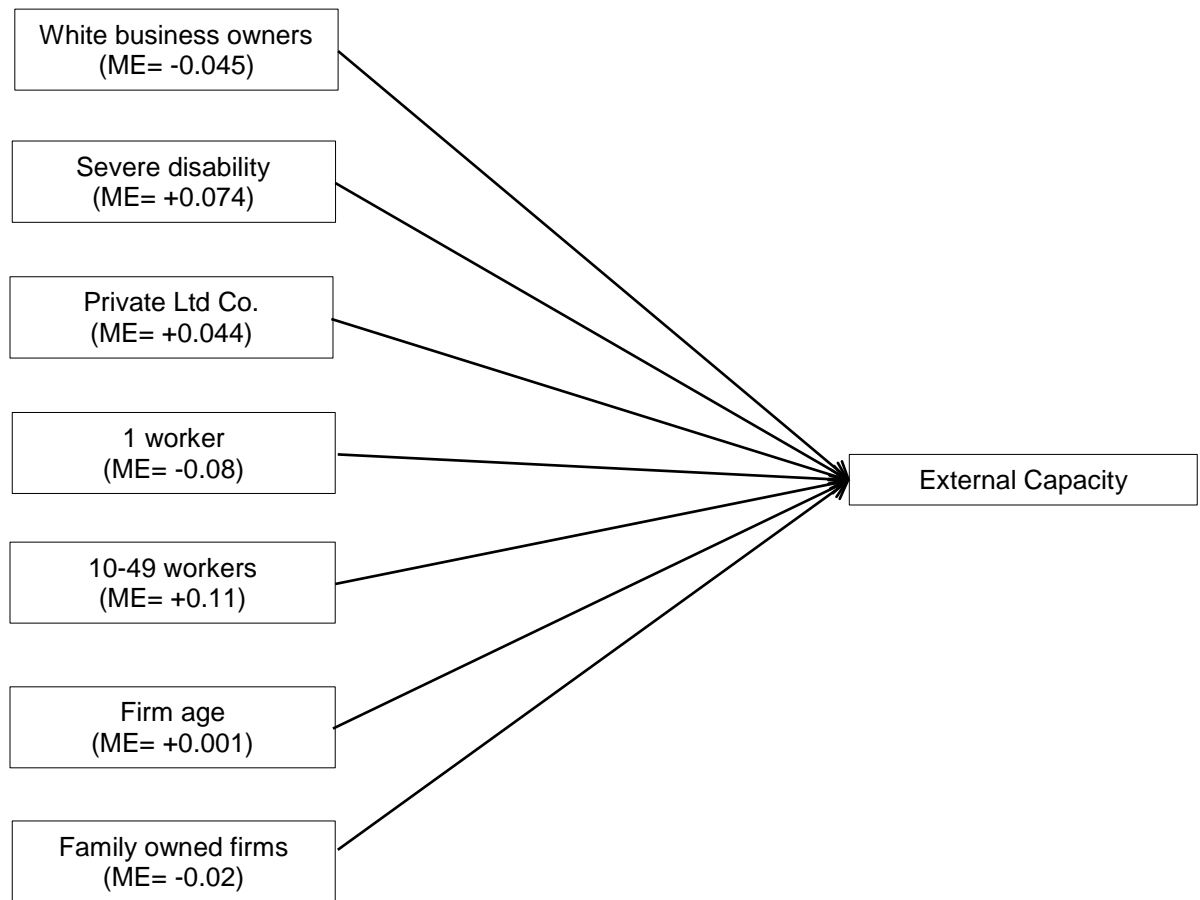 White business owners
(ME= -0.045)
Severe disability
(ME= +0.074)
Private Ltd Co.
(ME= +0.044)
1 worker
(ME= -0.08)
10-49 workers
(ME= +0.11)
Firm age
(ME= +0.001)
Family owned firms
(ME= -0.02)
External Capacity